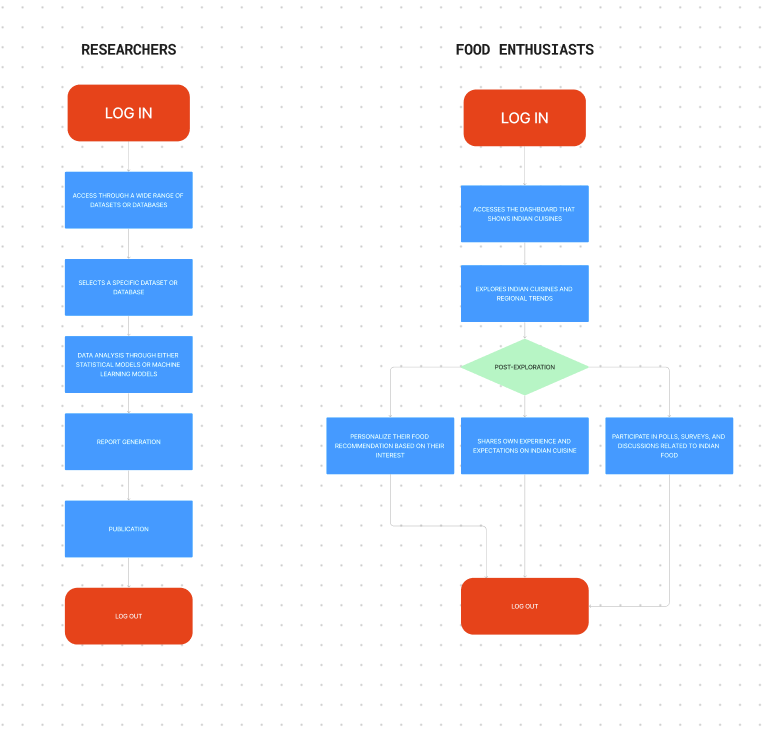 RESEARCHERS
LOG IN
ACCESS THROUGH A WIDE RANGE OF
DATASETS OR DATABASES
SELECTS A SPECIFIC DATASET OR
DATABASE
DATA ANALYSIS THROUGH EITHER
STATISTICAL MODELS OR MACHINE
LEARNING MODELS
REPORT GENERATION
PUBLICATION
LOG OUT
FOOD ENTHUSIASTS
LOG IN
ACCESSES THE DASHBOARD THAT
SHOWS INDIAN CUISINES
EXPLORES INDIAN CUISINES AND
REGIONAL TRENDS
POST-EXPLORATION
PERSONALIZE THEIR FOOD
RECOMMENDATION BASED ON THEIR
INTEREST
SHARES OWN EXPERIENCE AND
EXPECTATIONS ON INDIAN CUISINE
PARTICIPATE IN POLLS, SURVEYS, AND
DISCUSSIONS RELATED TO INDIAN
FOOD
LOG OUT